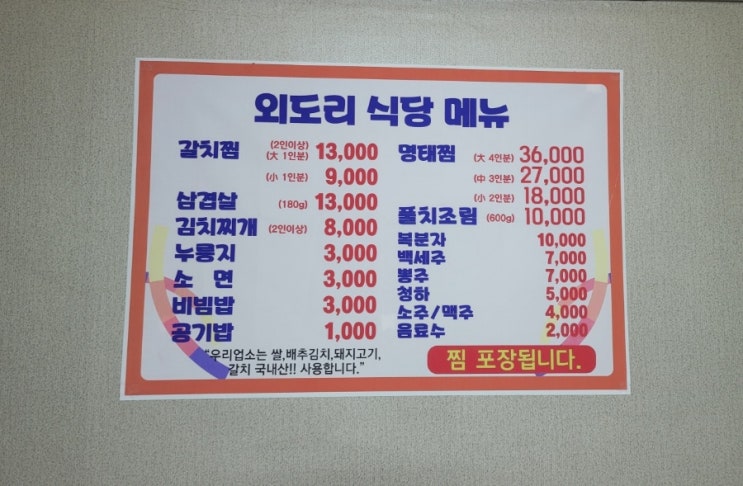 외도리 식당 메뉴
갈치찜 (2인이상) (大 1인분) 13,000
(小 1인분) 9,000
삼겹살 (180g) 13,000
김치찌개 (2인이상) 8,000
누룽지 3,000
소 면 3,000
비빔밥 3,000
공기밥 1,000
"우리업소는 쌀,배추김치,돼지고기,
갈치 국내산!! 사용합니다."
명태찜 (大 4인분) 36,000
(中 3인분) 27,000
(小 2인분) 18,000
풀치조림 (600g) 10,000
복분자 10,000
백세주 7,000
뽕주 7,000
청하 5,000
소주/맥주 4,000
음료수 2,000
찜 포장됩니다.